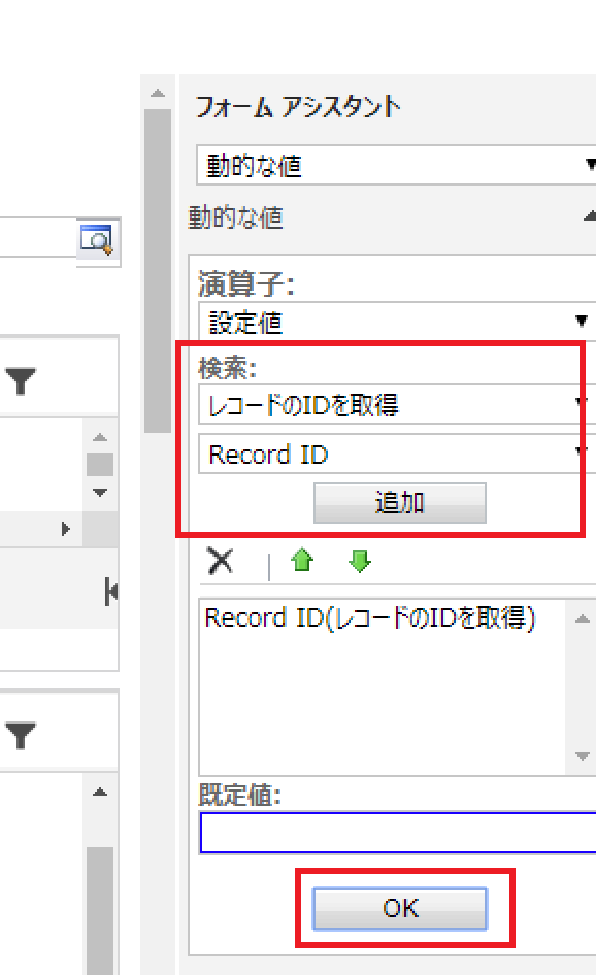 フォーム アシスタント
動的な値
動的な値
演算子:
設定値
検索:
レコードのIDを取得
Record ID
追加
Record ID(レコードのIDを取得)
既定値:
OK